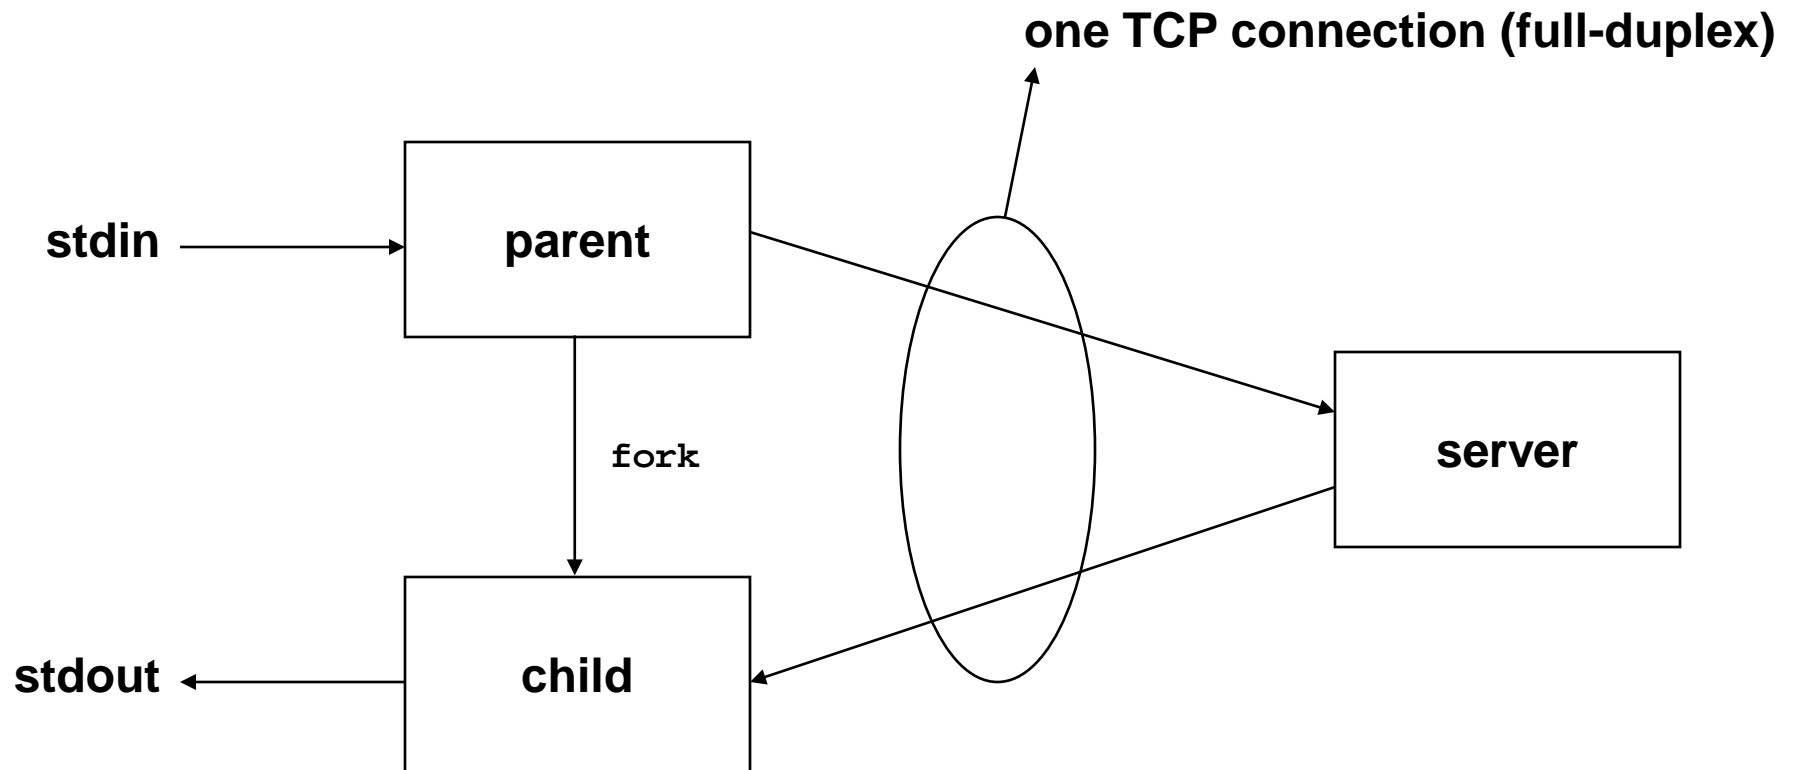 one TCP connection (full-duplex)
stdin
parent
fork
server
stdout
child